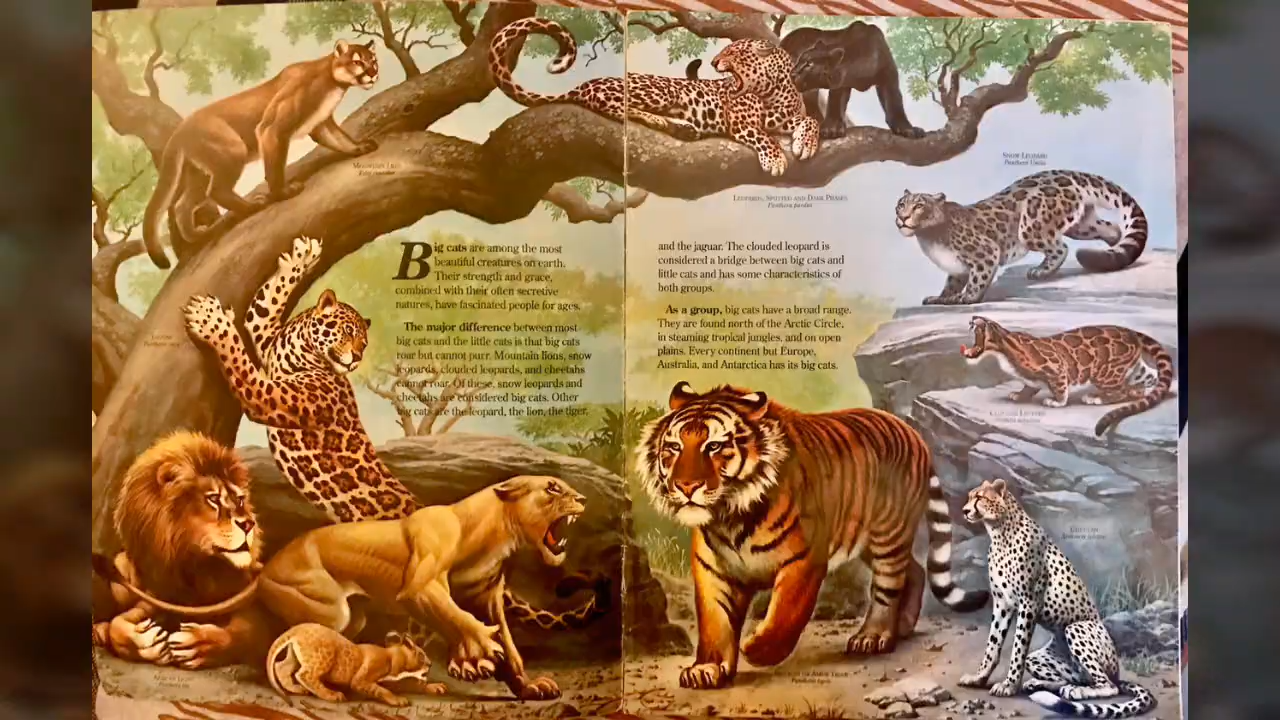 MOUNTAIN LION
LEOPARD, SPOTTED AND DARK PHASES
Panthera pardus
SNOW LEOPARD
Panthera Uncia
Big cats are among the most
beautiful creatures on earth.
Their strength and grace,
combined with their often secretive
natures, have fascinated people for ages.
The major difference between most
big cats and the little cats is that big cats
roar but cannot purr. Mountain lions, snow
leopards, clouded leopards, and cheetahs
cannot roar. Of these, snow leopards and
cheetahs are considered big cats. Other
big cats are the leopard, the lion, the tiger,
and the jaguar. The clouded leopard is
considered a bridge between big cats and
little cats and has some characteristics of
both groups.
As a group, big cats have a broad range.
They are found north of the Arctic Circle,
in steaming tropical jungles, and on open
plains. Every continent but Europe,
Australia, and Antarctica has its big cats.
CLOUDED LEOPARD
CHEETAH
Panthera tigris